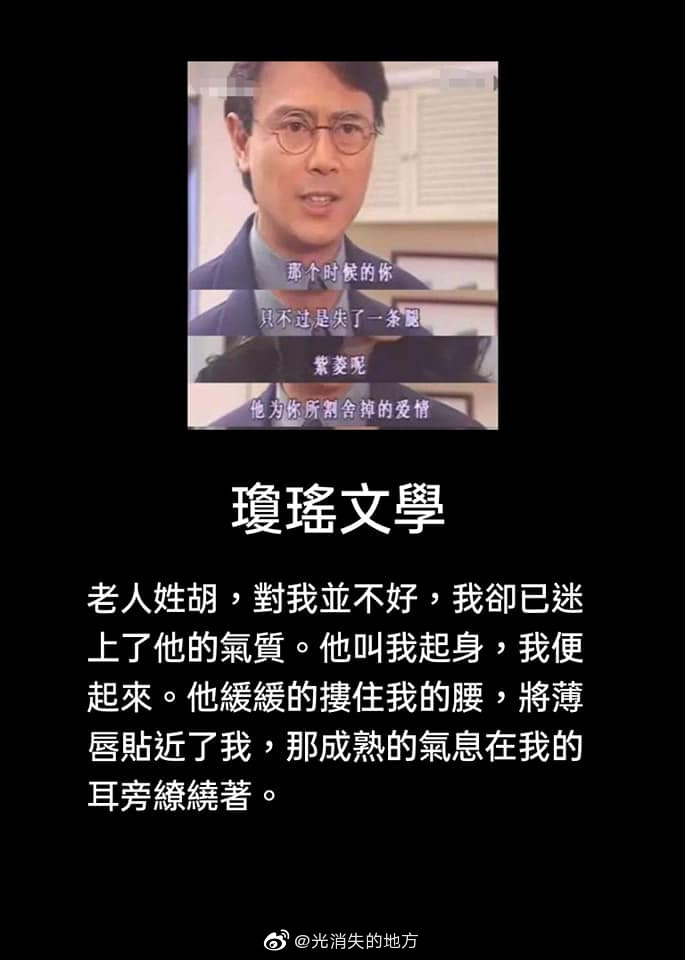 那个时候的你
只不过是失了一条腿
紫菱呢
他为你所割舍掉的爱情
瓊瑤文學
老人姓胡，對我並不好，我卻已迷
上了他的氣质。他叫我起身，我便
起來。他緩緩的摟住我的腰，將薄
唇貼近了我，那成熟的氣息在我的
耳旁繚繞著。
@光消失的地方